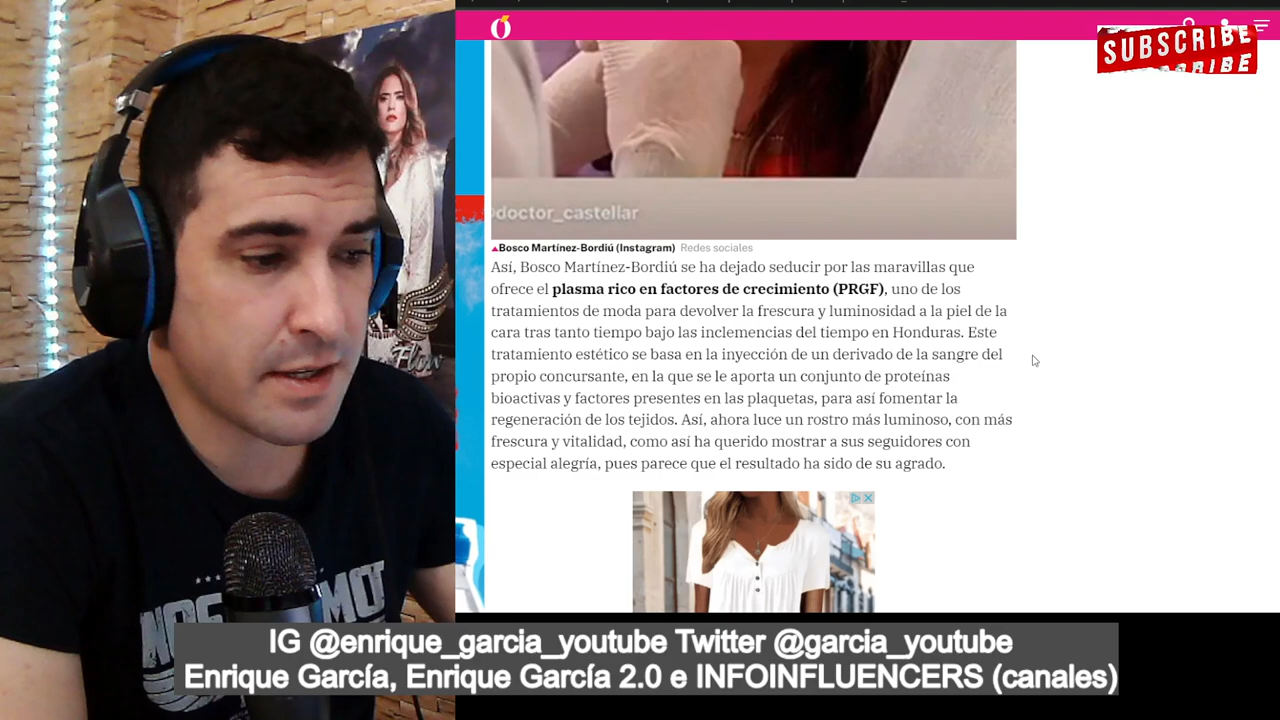 Ó
SUBSCRIBE
SUBSCRIBE
doctor_castellar
Bosco Martínez-Bordiú (Instagram) Redes sociales
Así, Bosco Martínez-Bordiú se ha dejado seducir por las maravillas que
ofrece el plasma rico en factores de crecimiento (PRGF), uno de los
tratamientos de moda para devolver la frescura y luminosidad a la piel de la
cara tras tanto tiempo bajo las inclemencias del tiempo en Honduras. Este
tratamiento estético se basa en la inyección de un derivado de la sangre del
propio concursante, en la que se le aporta un conjunto de proteínas
bioactivas y factores presentes en las plaquetas, para así fomentar la
regeneración de los tejidos. Así, ahora luce un rostro más luminoso, con más
frescura y vitalidad, como así ha querido mostrar a sus seguidores con
especial alegría, pues parece que el resultado ha sido de su agrado.
Flow
IG @enrique_garcia_youtube Twitter @garcia_youtube
Enrique García, Enrique García 2.0 e INFOINFLUENCERS (canales)